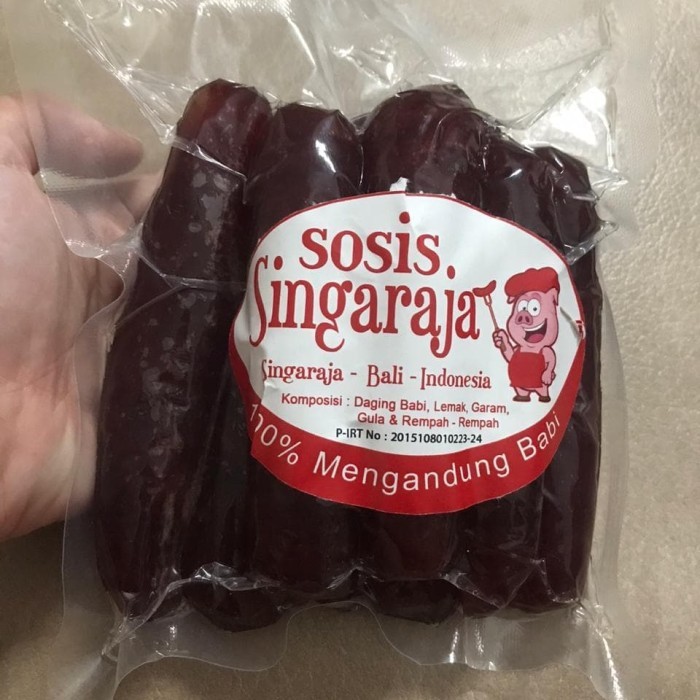 sosis
Singaraja
Singaraja - Bali - Indonesia
Komposisi : Daging Babi, Lemak, Garam,
Gula & Rempah - Rempah
P-IRT No : 2015108010223-24
100% Mengandung Babi